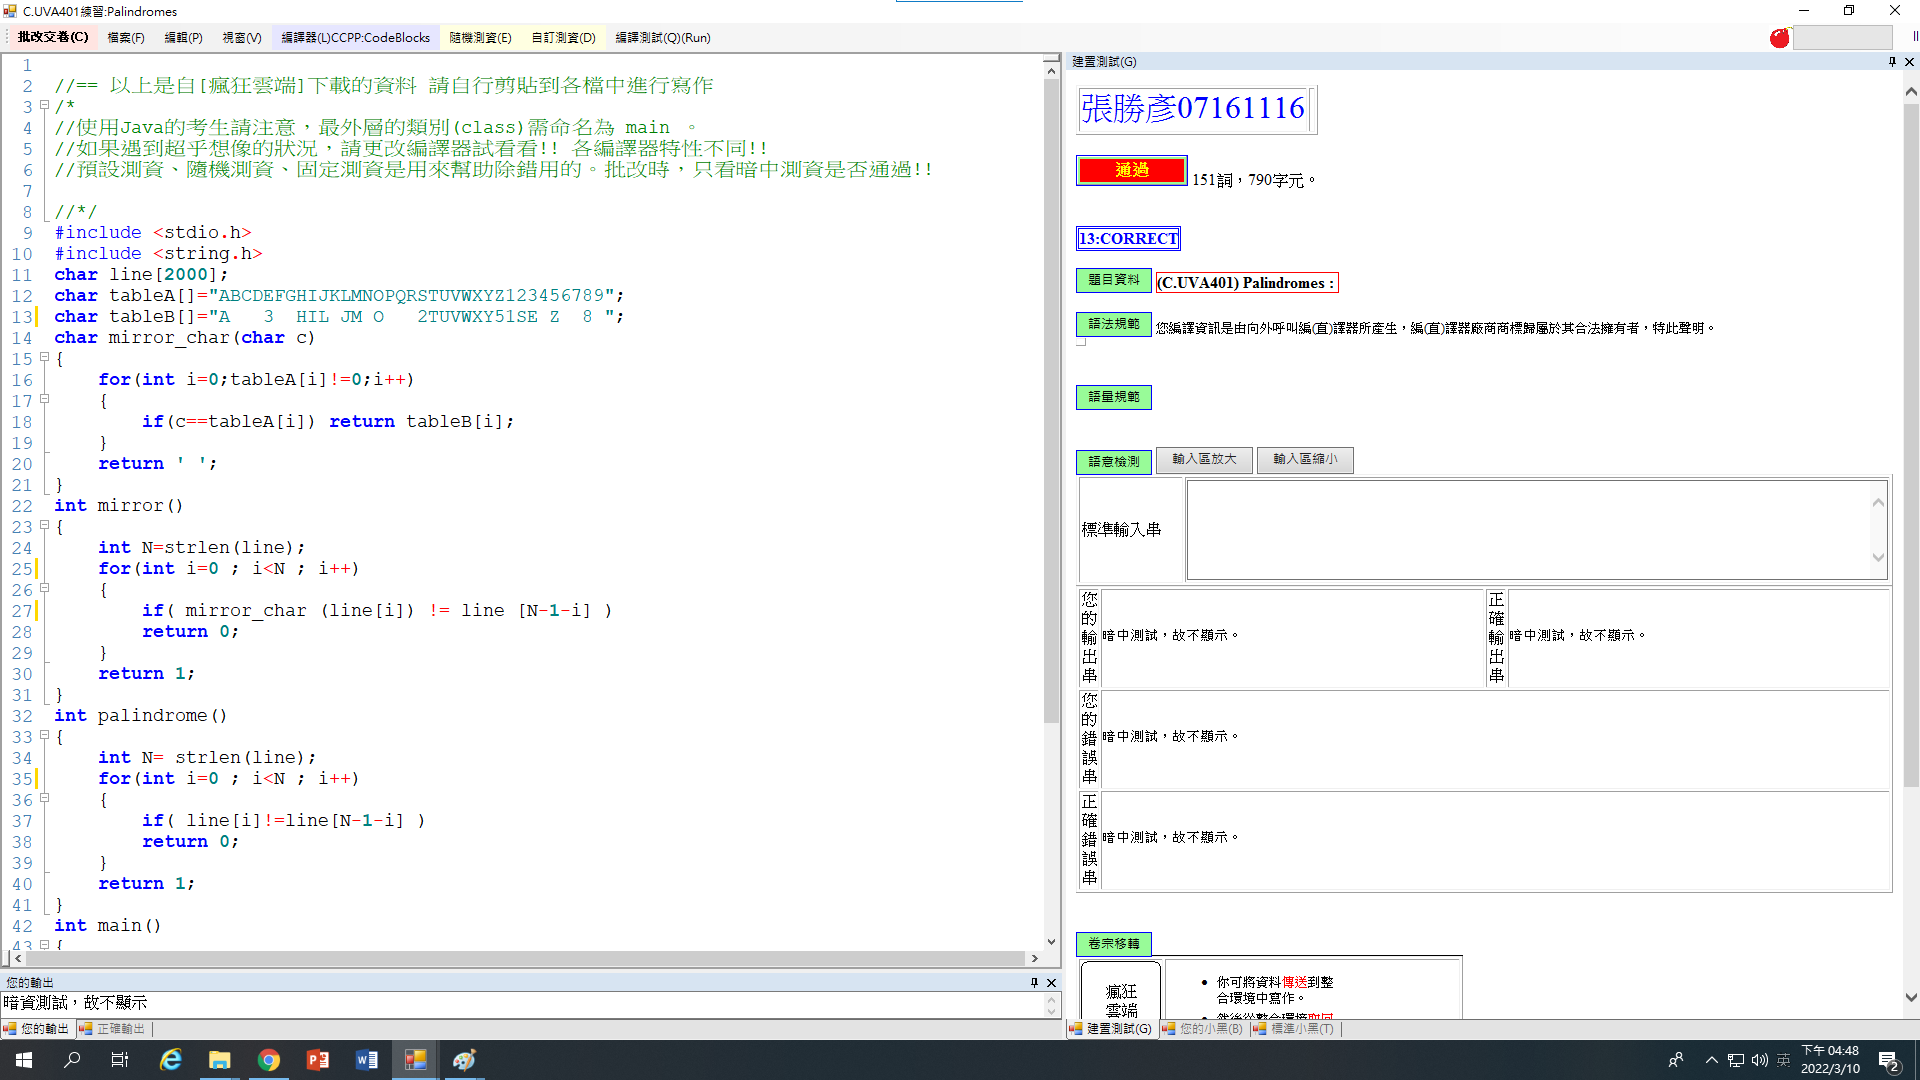 C.UVA401練習:Palindromes
批改交卷(C) 檔案(F) 編輯(P) 視窗(V) 編譯器(L)CCPP:CodeBlocks 隨機測資(E) 自訂測資(D) 編譯測試(Q)(Run)
1
2 //== 以上是自[瘋狂雲端]下載的資料 請自行剪貼到各檔中進行寫作
3 /*
4 //使用Java的考生請注意,最外層的類別(class)需命名為 main 。
5 //如果遇到超乎想像的狀況,請更改編譯器試看看!! 各編譯器特性不同!!
6 //預設測資、隨機測資、固定測資是用來幫助除錯用的。批改時,只看暗中測資是否通過!!
7
8 //*/
9 #include <stdio.h>
10 #include <string.h>
11 char line[2000];
12 char tableA[]="ABCDEFGHIJKLMNOPQRSTUVWXYZ123456789";
13 char tableB[]="A   3  HIL JM O   2TUVWXY51SE Z  8 ";
14 char mirror_char(char c)
15 {
16     for(int i=0;tableA[i]!=0;i++)
17     {
18         if(c==tableA[i]) return tableB[i];
19     }
20     return ' ';
21 }
22 int mirror()
23 {
24     int N=strlen(line);
25     for(int i=0 ; i<N ; i++)
26     {
27         if( mirror_char (line[i]) != line [N-1-i] )
28         return 0;
29     }
30     return 1;
31 }
32 int palindrome()
33 {
34     int N= strlen(line);
35     for(int i=0 ; i<N ; i++)
36     {
37         if( line[i]!=line[N-1-i] )
38         return 0;
39     }
40     return 1;
41 }
42 int main()
43 {
您的輸出
暗資測試,故不顯示
您的輸出 正確輸出
建置測試(G)
張勝彥07161116
通過 151詞,790字元。
13:CORRECT
題目資料 (C.UVA401) Palindromes :
語法規範 您編譯資訊是由向外呼叫編(直)譯器所產生,編(直)譯器廠商商標歸屬於其合法擁有者,特此聲明。
語量規範
語意檢測 輸入區放大 輸入區縮小
標準輸入串
您的輸出串 暗中測試,故不顯示。 正確輸出串 暗中測試,故不顯示。
您的錯誤串 暗中測試,故不顯示。
正確錯誤串 暗中測試,故不顯示。
卷宗移轉
瘋狂
雲端
• 你可將資料傳送到整
合環境中寫作。
• 然後從整合環境取回
建置測試(G) 您的小黑(B) 標準小黑(T)
英
下午 04:48
2022/3/10
2